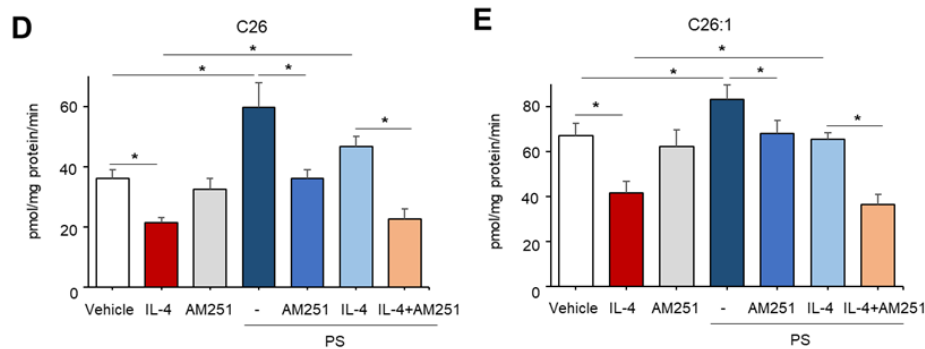 D
C26
*
*
*
*
*
pmol/mg protein/min
60
40
20
0
Vehicle IL-4 AM251 - AM251 IL-4 IL-4+AM251
PS
E
C26:1
*
*
*
*
*
pmol/mg protein/min
80
60
40
20
0
Vehicle IL-4 AM251 - AM251 IL-4 IL-4+AM251
PS